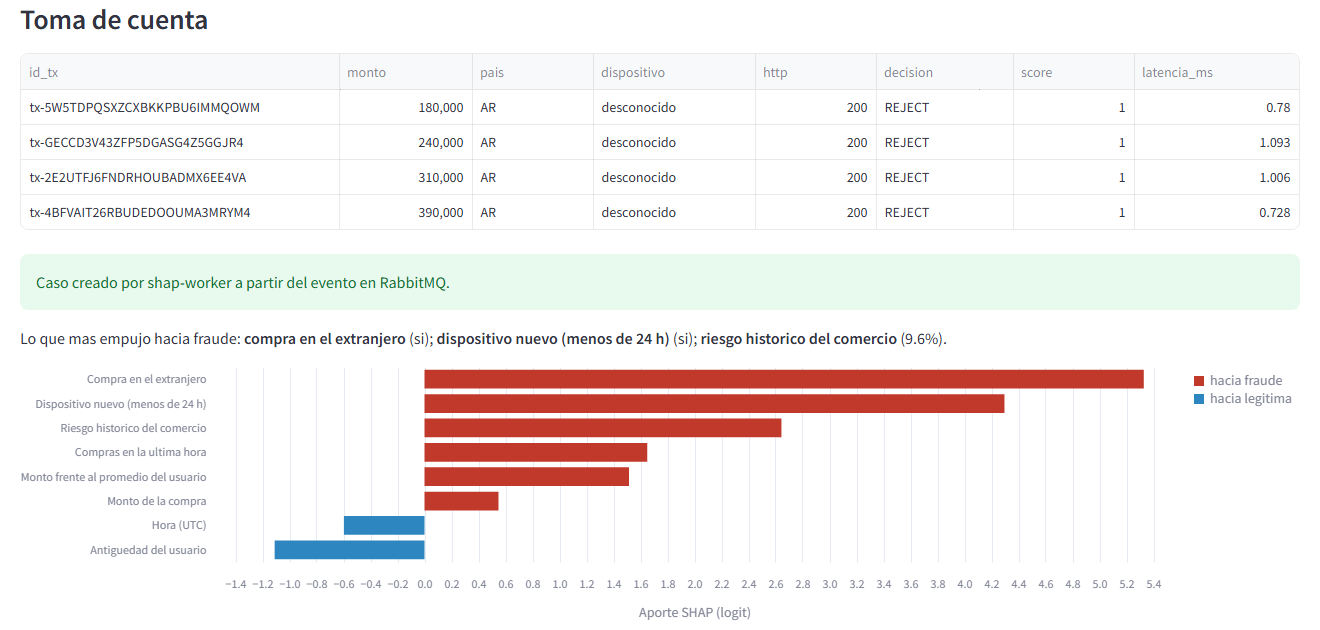 Toma de cuenta
id_tx monto pais dispositivo http decision score latencia_ms
tx-5W5TDPQSXZCXBKKPBU6IMMQOWM 180,000 AR desconocido 200 REJECT 1 0.78
tx-GECCD3V43ZFP5DGASG4Z5GGJR4 240,000 AR desconocido 200 REJECT 1 1.093
tx-2E2UTFJ6FNDRHOUBADMX6EE4VA 310,000 AR desconocido 200 REJECT 1 1.006
tx-4BFVAIT26RBUDEDOOUMA3MRYM4 390,000 AR desconocido 200 REJECT 1 0.728
Caso creado por shap-worker a partir del evento en RabbitMQ.
Lo que mas empujo hacia fraude: compra en el extranjero (si); dispositivo nuevo (menos de 24 h) (si); riesgo historico del comercio (9.6%).
Compra en el extranjero
Dispositivo nuevo (menos de 24 h)
Riesgo historico del comercio
Compras en la ultima hora
Monto frente al promedio del usuario
Monto de la compra
Hora (UTC)
Antiguedad del usuario
hacia fraude
hacia legitima
−1.4 −1.2 −1.0 −0.8 −0.6 −0.4 −0.2 0.0 0.2 0.4 0.6 0.8 1.0 1.2 1.4 1.6 1.8 2.0 2.2 2.4 2.6 2.8 3.0 3.2 3.4 3.6 3.8 4.0 4.2 4.4 4.6 4.8 5.0 5.2 5.4
Aporte SHAP (logit)